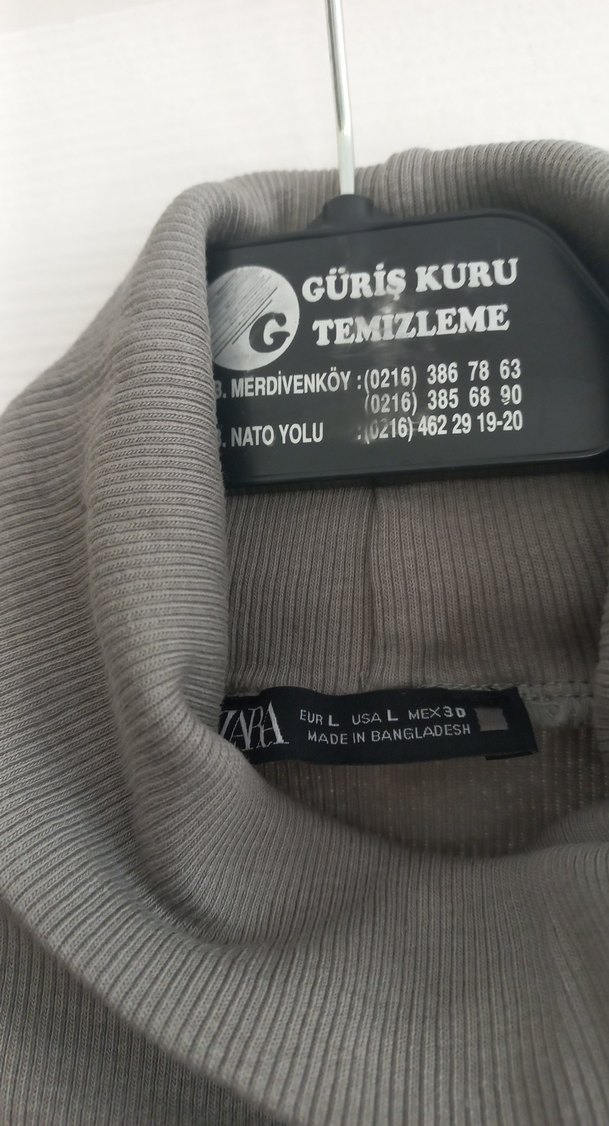 GÜRİŞ KURU
TEMİZLEME
G
B. MERDİVENKÖY : (0216) 386 78 63
(0216) 385 68 90
. NATO YOLU : (0216) 462 29 19-20
ZARA
EUR L USA L MEX 30
MADE IN BANGLADESH